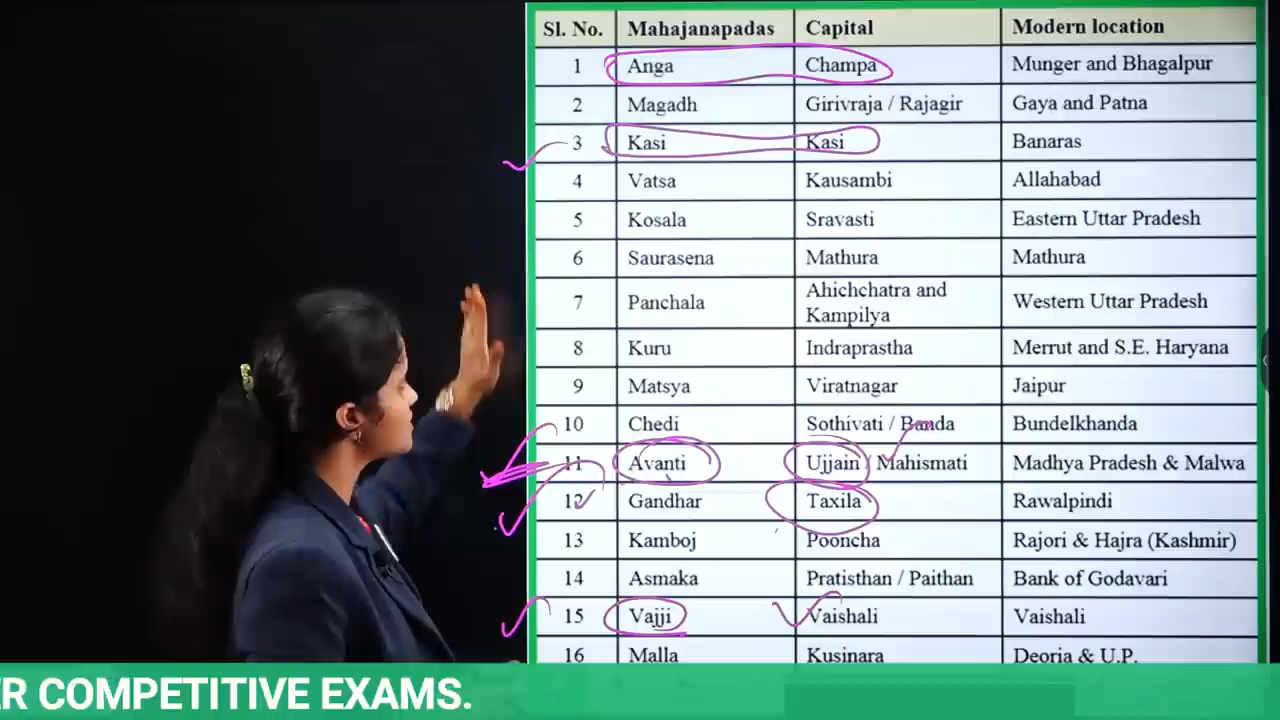 Sl. No. Mahajanapadas Capital Modern location
1 Anga Champa Munger and Bhagalpur
2 Magadh Girivraja / Rajagir Gaya and Patna
3 Kasi Kasi Banaras
4 Vatsa Kausambi Allahabad
5 Kosala Sravasti Eastern Uttar Pradesh
6 Saurasena Mathura Mathura
7 Panchala Ahichchatra and Kampilya Western Uttar Pradesh
8 Kuru Indraprastha Merrut and S.E. Haryana
9 Matsya Viratnagar Jaipur
10 Chedi Sothivati / Banda Bundelkhanda
11 Avanti Ujjain / Mahismati Madhya Pradesh & Malwa
12 Gandhar Taxila Rawalpindi
13 Kamboj Pooncha Rajori & Hajra (Kashmir)
14 Asmaka Pratisthan / Paithan Bank of Godavari
15 Vajji Vaishali Vaishali
16 Malla Kusinara Deoria & U.P.
ER COMPETITIVE EXAMS.